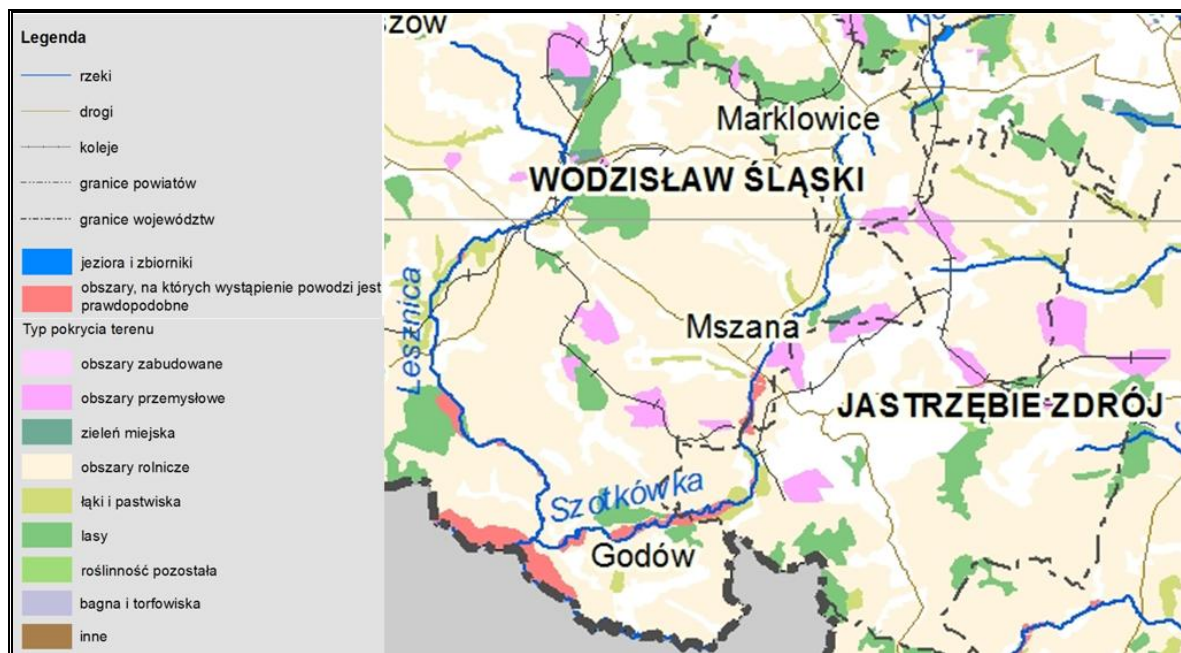 Legenda
rzeki
drogi
koleje
granice powiatów
granice województw
jeziora i zbiorniki
obszary, na których wystąpienie powodzi jest
prawdopodobne
Typ pokrycia terenu
obszary zabudowane
obszary przemysłowe
zieleń miejska
obszary rolnicze
łąki i pastwiska
lasy
roślinność pozostała
bagna i torfowiska
inne
Marklowice
WODZISŁAW ŚLĄSKI
Lesznica
Mszana
JASTRZĘBIE ZDRÓJ
Szotkówka
Godów